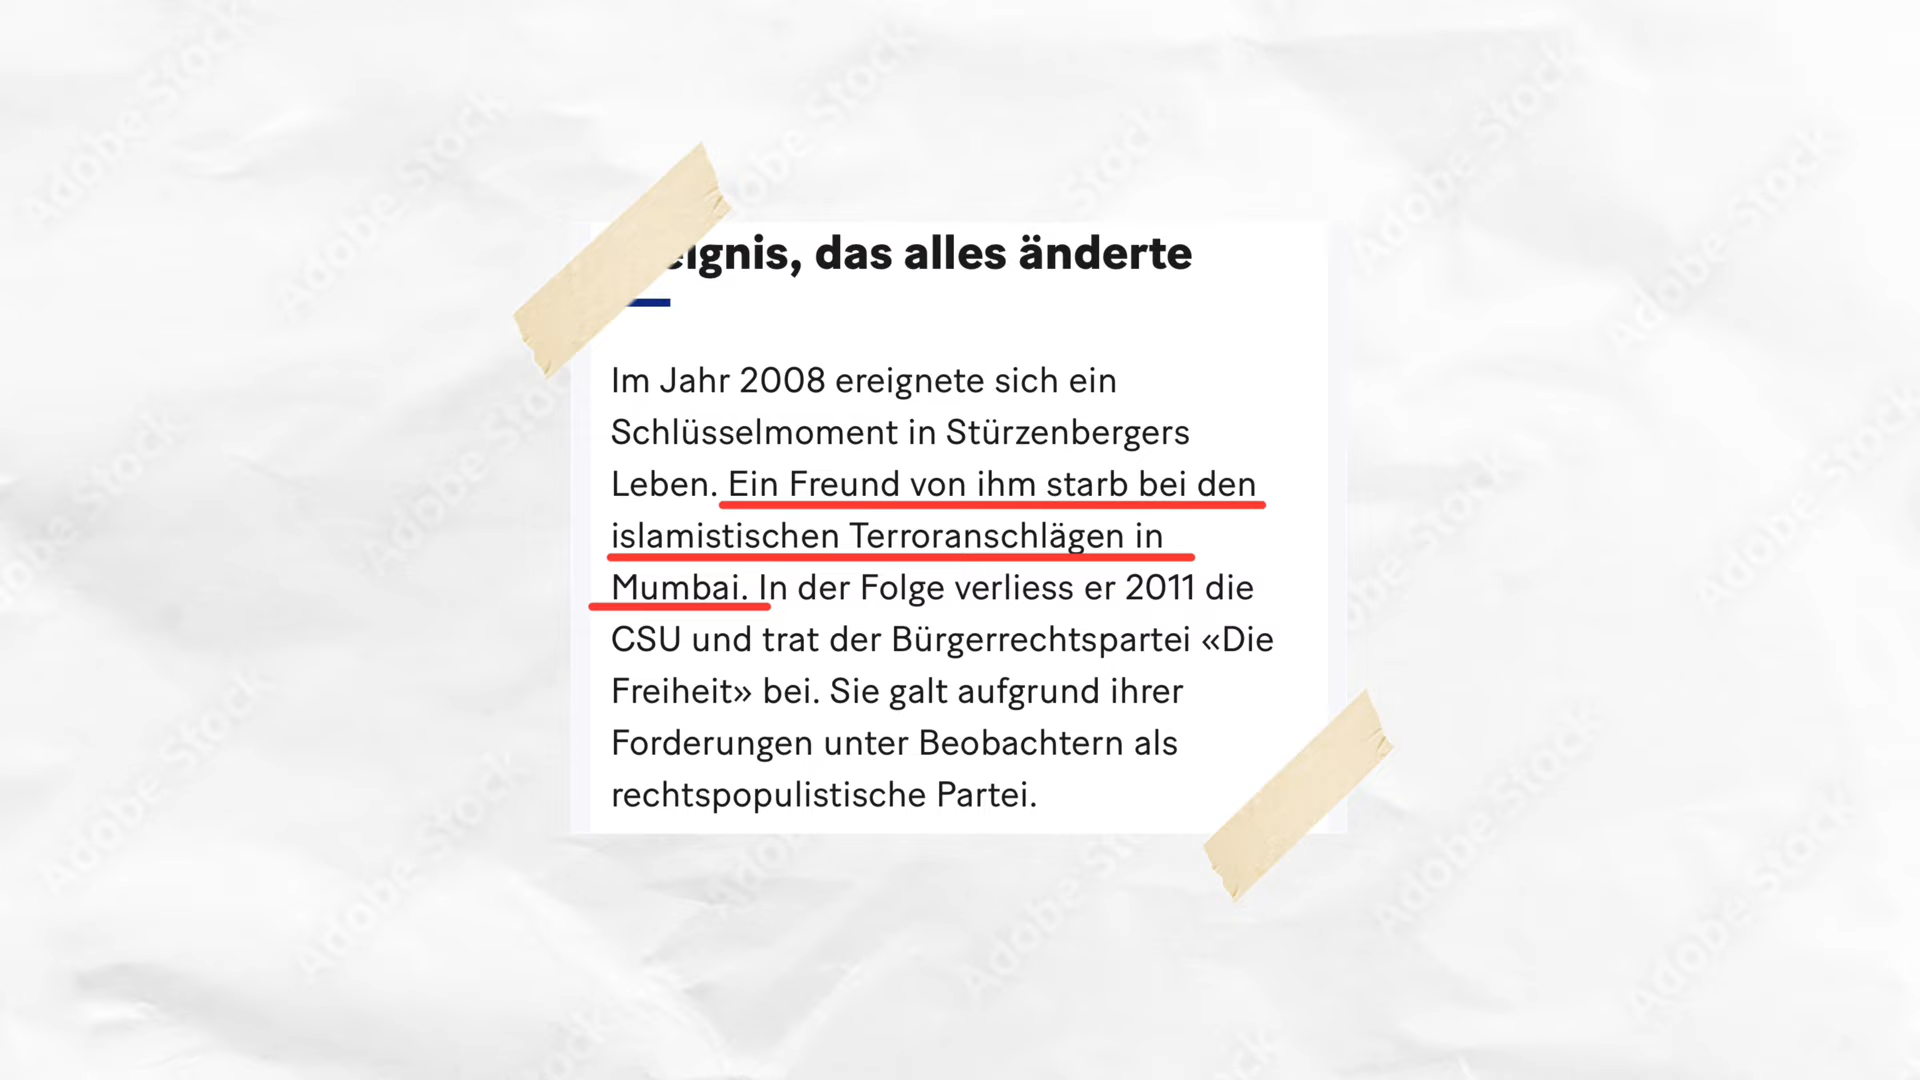 eignis, das alles änderte
Im Jahr 2008 ereignete sich ein
Schlüsselmoment in Stürzenbergers
Leben. Ein Freund von ihm starb bei den
islamistischen Terroranschlägen in
Mumbai. In der Folge verliess er 2011 die
CSU und trat der Bürgerrechtspartei «Die
Freiheit» bei. Sie galt aufgrund ihrer
Forderungen unter Beobachtern als
rechtspopulistische Partei.
Adobe Stock